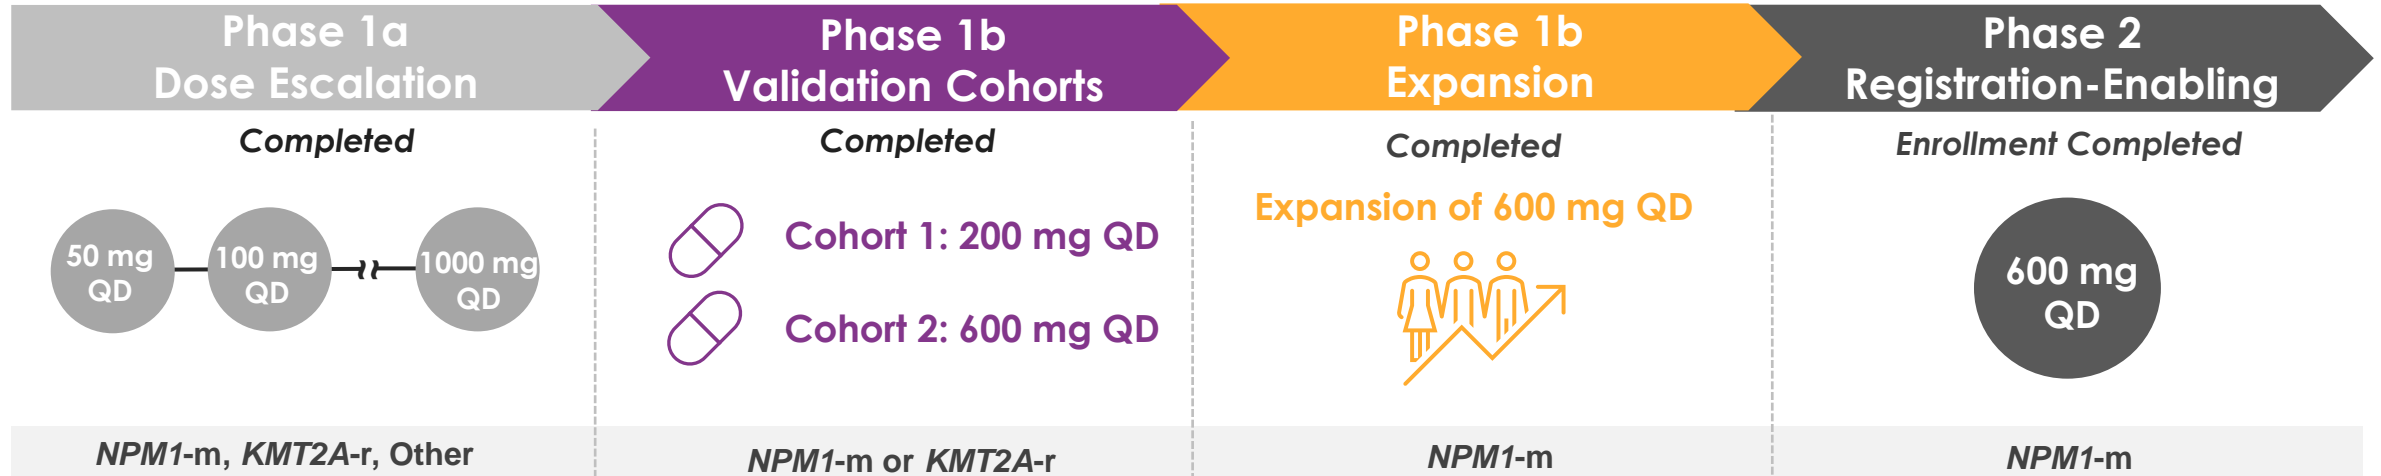 Phase 1a
Dose Escalation
Phase 1b
Validation Cohorts
Phase 1b
Expansion
Phase 2
Registration-Enabling
Completed
Completed
Completed
Enrollment Completed
50 mg
QD
100 mg
QD
1000 mg
QD
Cohort 1: 200 mg QD
Cohort 2: 600 mg QD
Expansion of 600 mg QD
600 mg
QD
NPM1-m, KMT2A-r, Other
NPM1-m or KMT2A-r
NPM1-m
NPM1-m